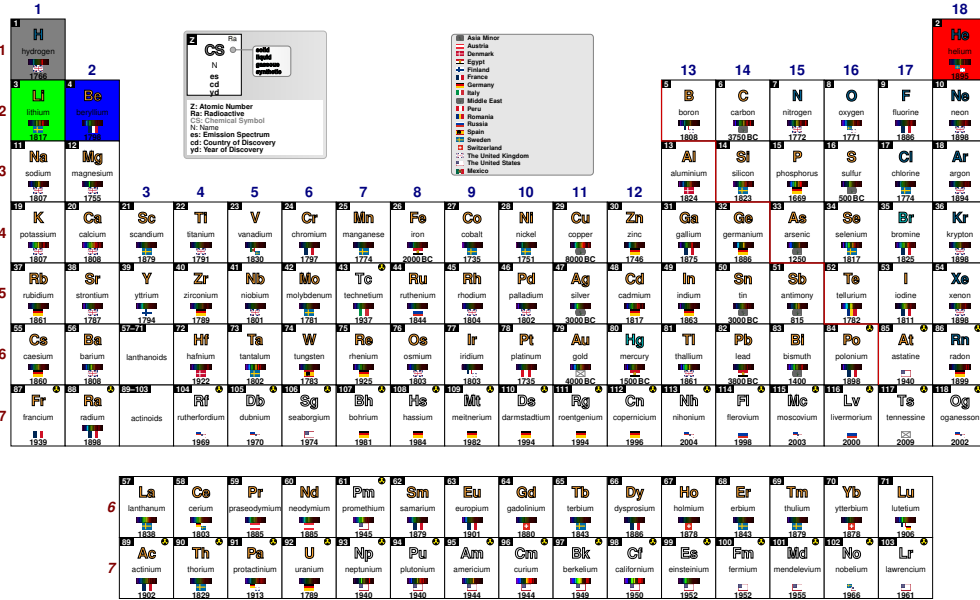 1 18
1 2
H He
hydrogen helium
1766 1895
1 2 13 14 15 16 17
3 4 5 6 7 8 9 10
Li Be B C N O F Ne
lithium beryllium boron carbon nitrogen oxygen fluorine neon
1817 1808 3750 BC 1772 1771 1886 1898
2
Z Ra
CS
N
es
cd
yd
solid
liquid
gaseous
synthetic
Z: Atomic Number
Ra: Radioactive
CS: Chemical Symbol
N: Name
es: Emission Spectrum
cd: Country of Discovery
yd: Year of Discovery
Asia Minor
Austria
Denmark
Egypt
Finland
France
Germany
Italy
Middle East
Peru
Romania
Russia
Spain
Sweden
Switzerland
The United Kingdom
The United States
Mexico
11 12 13 14 15 16 17 18
Na Mg Al Si P S Cl Ar
sodium magnesium aluminium silicon phosphorus sulfur chlorine argon
1807 1755 1824 1823 1669 500 BC 1774 1894
3 3 4 5 6 7 8 9 10 11 12
19 20 21 22 23 24 25 26 27 28 29 30 31 32 33 34 35 36
K Ca Sc Ti V Cr Mn Fe Co Ni Cu Zn Ga Ge As Se Br Kr
potassium calcium scandium titanium vanadium chromium manganese iron cobalt nickel copper zinc gallium germanium arsenic selenium bromine krypton
1807 1808 1879 1791 1830 1797 1774 2000 BC 1735 1751 8000 BC 1746 1875 1886 1250 1817 1825 1898
4
37 38 39 40 41 42 43 44 45 46 47 48 49 50 51 52 53 54
Rb Sr Y Zr Nb Mo Tc Ru Rh Pd Ag Cd In Sn Sb Te I Xe
rubidium strontium yttrium zirconium niobium molybdenum technetium ruthenium rhodium palladium silver cadmium indium tin antimony tellurium iodine xenon
1861 1787 1794 1789 1801 1781 1937 1844 1804 1802 3000 BC 1817 1863 3000 BC 815 1782 1811 1898
5
55 56 57–71 72 73 74 75 76 77 78 79 80 81 82 83 84 85 86
Cs Ba Hf Ta W Re Os Ir Pt Au Hg Tl Pb Bi Po At Rn
caesium barium lanthanoids hafnium tantalum tungsten rhenium osmium iridium platinum gold mercury thallium lead bismuth polonium astatine radon
1860 1808 1922 1802 1783 1925 1803 1803 1735 4000 BC 1500 BC 1861 3800 BC 1400 1898 1940 1899
6
87 88 89–103 104 105 106 107 108 109 110 111 112 113 114 115 116 117 118
Fr Ra Rf Db Sg Bh Hs Mt Ds Rg Cn Nh Fl Mc Lv Ts Og
francium radium actinoids rutherfordium dubnium seaborgium bohrium hassium meitnerium darmstadtium roentgenium copernicium nihonium flerovium moscovium livermorium tennessine oganesson
1939 1898 1969 1970 1974 1981 1984 1982 1994 1994 1996 2004 1998 2003 2000 2009 2002
7
57 58 59 60 61 62 63 64 65 66 67 68 69 70 71
La Ce Pr Nd Pm Sm Eu Gd Tb Dy Ho Er Tm Yb Lu
6 lanthanum cerium praseodymium neodymium promethium samarium europium gadolinium terbium dysprosium holmium erbium thulium ytterbium lutetium
1838 1803 1885 1885 1945 1879 1901 1880 1843 1886 1878 1843 1879 1878 1906
89 90 91 92 93 94 95 96 97 98 99 100 101 102 103
Ac Th Pa U Np Pu Am Cm Bk Cf Es Fm Md No Lr
7 actinium thorium protactinium uranium neptunium plutonium americium curium berkelium californium einsteinium fermium mendelevium nobelium lawrencium
1902 1829 1913 1789 1940 1940 1944 1944 1949 1950 1952 1952 1955 1966 1961